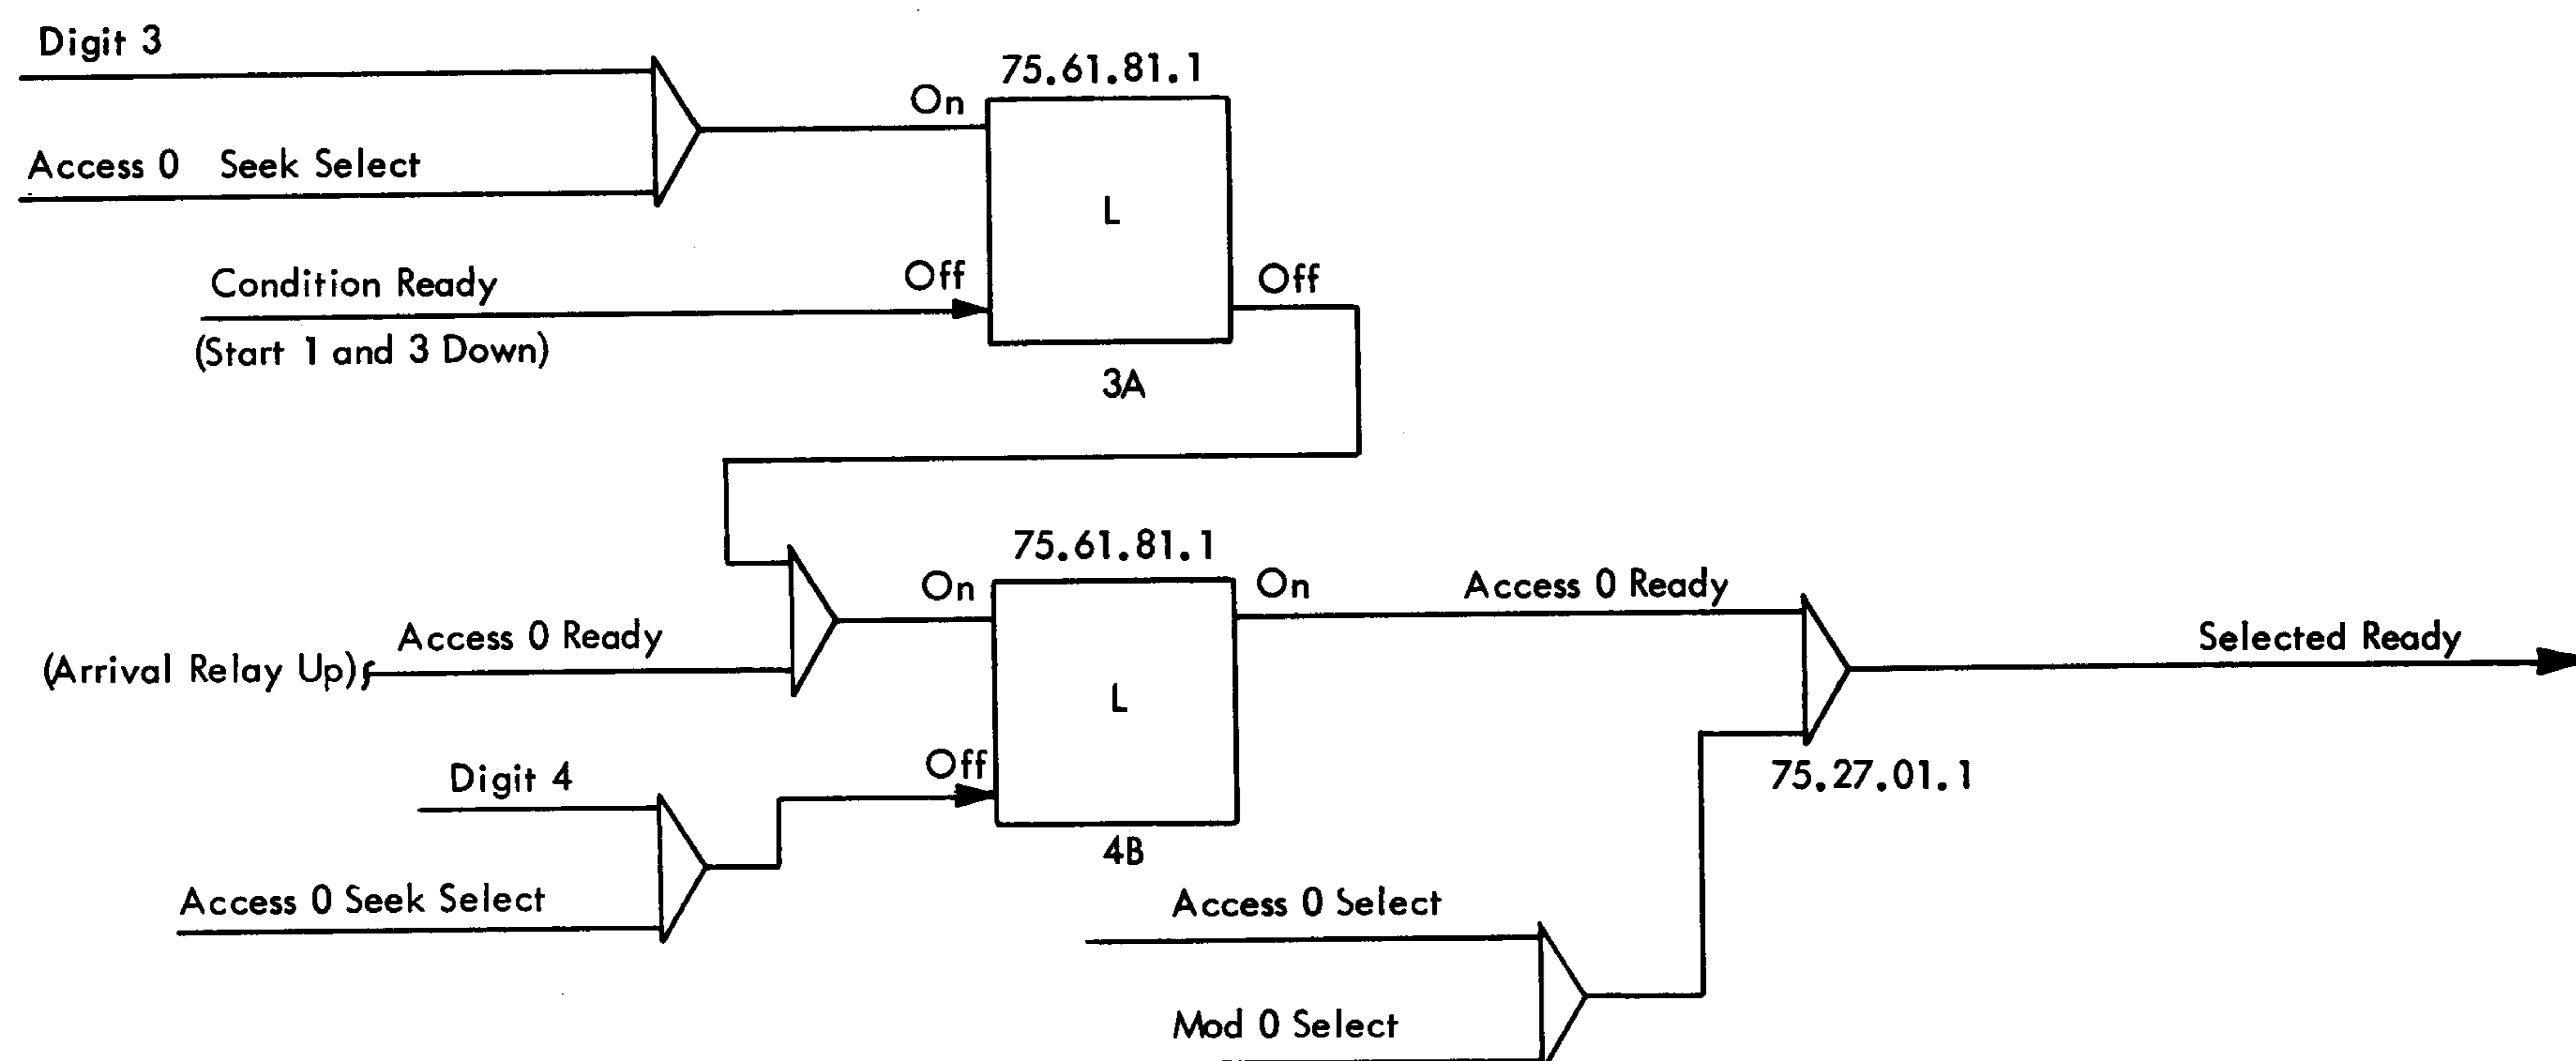 Digit 3
75.61.81.1
On
Access 0 Seek Select
L
Condition Ready
Off
Off
(Start 1 and 3 Down)
3A
75.61.81.1
On
On
Access 0 Ready
Access 0 Ready
Selected Ready
(Arrival Relay Up)
L
Digit 4
Off
75.27.01.1
4B
Access 0 Seek Select
Access 0 Select
Mod 0 Select